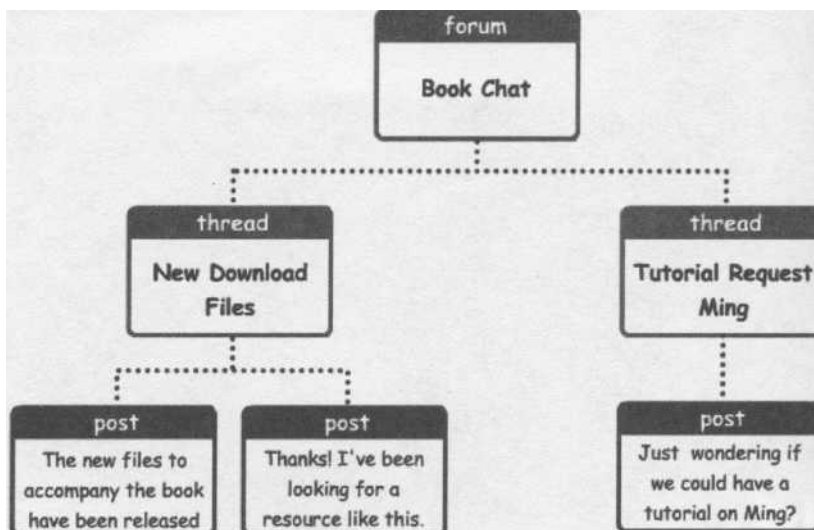 forum
Book Chat
thread
New Download
Files
thread
Tutorial Request
Ming
post
The new files to
accompany the book
have been released
post
Thanks! I've been
looking for a
resource like this.
post
Just wondering if
we could have a
tutorial on Ming?